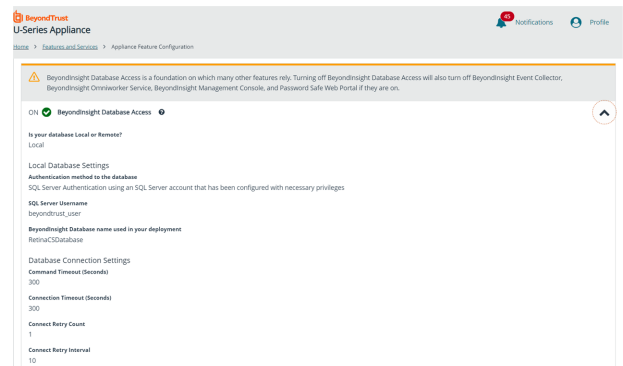 BeyondTrust
U-Series Appliance
45
Notifications
Profile
Home > Features and Services > Appliance Feature Configuration
BeyondInsight Database Access is a foundation on which many other features rely. Turning off BeyondInsight Database Access will also turn off BeyondInsight Event Collector,
BeyondInsight Omniworker Service, BeyondInsight Management Console, and Password Safe Web Portal if they are on.
ON BeyondInsight Database Access ?
Is your database Local or Remote?
Local
Local Database Settings
Authentication method to the database
SQL Server Authentication using an SQL Server account that has been configured with necessary privileges
SQL Server Username
beyondtrust_user
BeyondInsight Database name used in your deployment
RetinaCSDatabase
Database Connection Settings
Command Timeout (Seconds)
300
Connection Timeout (Seconds)
300
Connect Retry Count
1
Connect Retry Interval
10